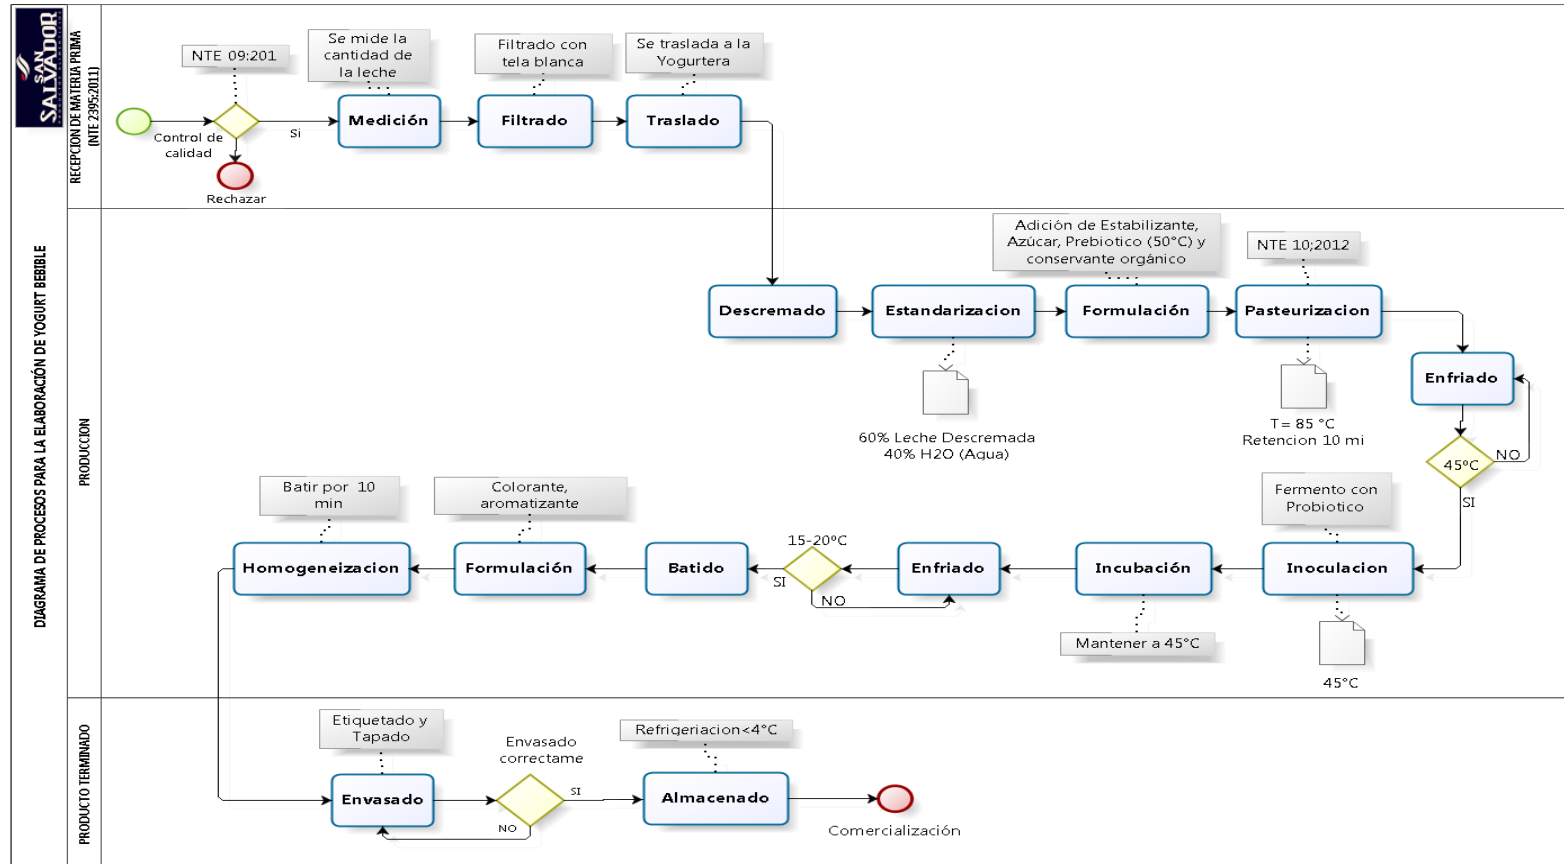 SAN
SALVADOR
DIAGRAMA DE PROCESOS PARA LA ELABORACIÓN DE YOGURT BEBIBLE
RECEPCION DE MATERIA PRIMA
(NTE 2395:2011)
NTE 09:201
Se mide la
cantidad de
la leche
Filtrado con
tela blanca
Se traslada a la
Yogurtera
Control de
calidad
Si
Medición
Filtrado
Traslado
Rechazar
PRODUCCION
Adición de Estabilizante,
Azúcar, Prebiotico (50°C) y
conservante orgánico
NTE 10;2012
Descremado
Estandarizacion
Formulación
Pasteurizacion
Enfriado
60% Leche Descremada
40% H2O (Agua)
T= 85 °C
Retencion 10 mi
45ºC
NO
SI
Fermento con
Probiotico
Inoculacion
45°C
Incubación
Mantener a 45°C
Enfriado
15-20ºC
SI
NO
Batido
Colorante,
aromatizante
Formulación
Batir por 10
min
Homogeneizacion
PRODUCTO TERMINADO
Etiquetado y
Tapado
Envasado
Envasado
correctame
SI
NO
Refrigeriacion<4°C
Almacenado
Comercialización